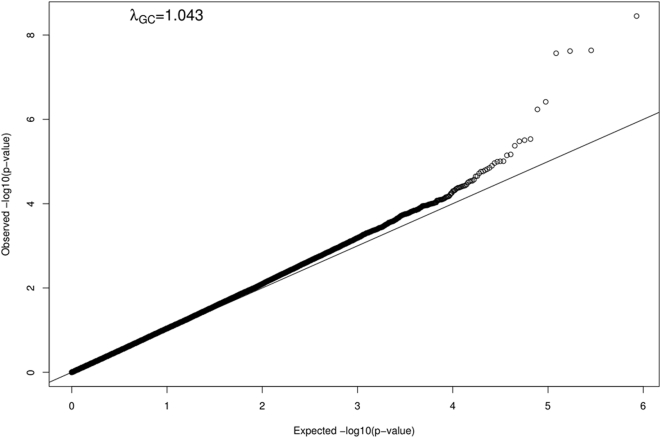 λGC=1.043
Observed −log10(p−value)
8
6
4
2
0
0 1 2 3 4 5 6
Expected −log10(p−value)